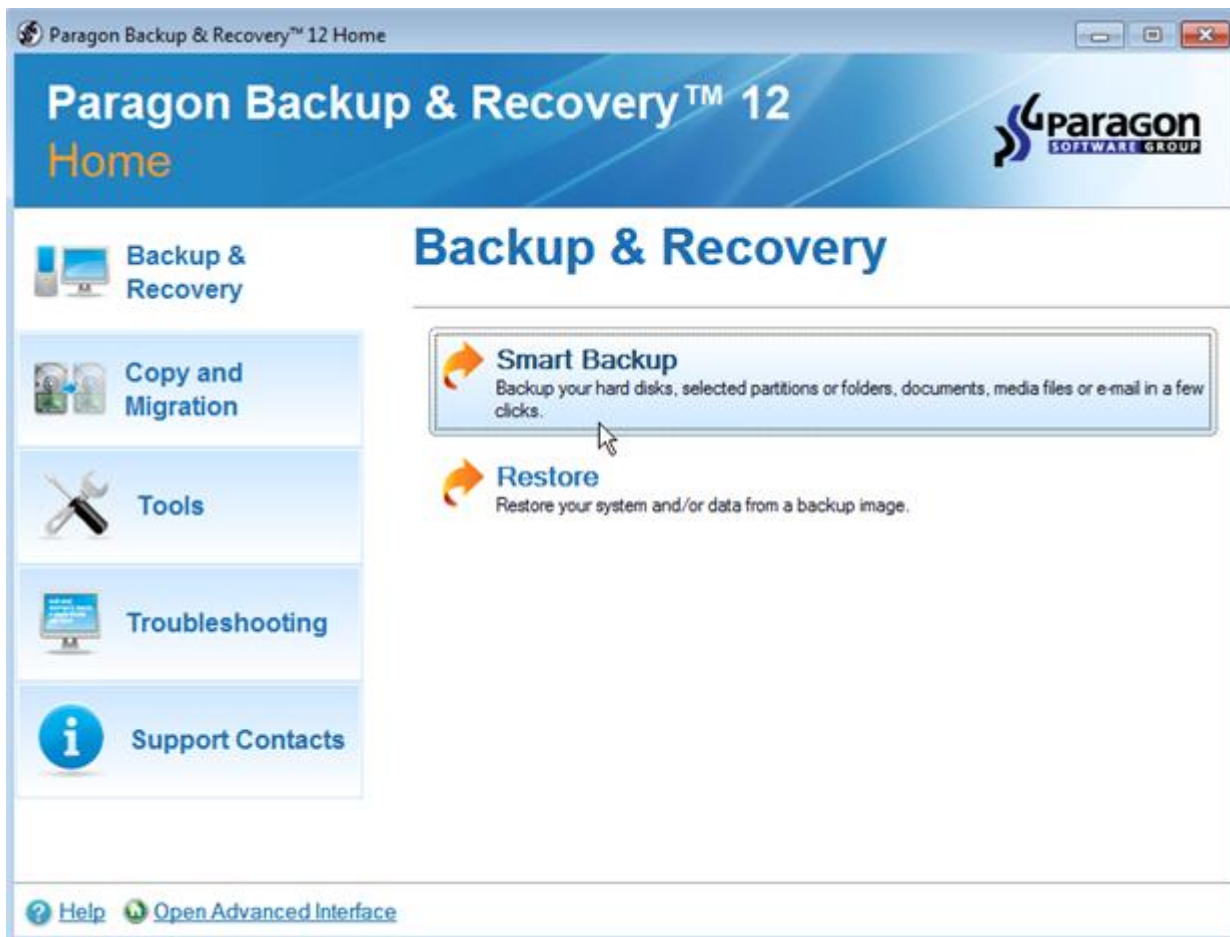 Paragon Backup & Recovery™ 12 Home
Paragon Backup & Recovery™ 12
Home
Paragon
SOFTWARE GROUP
Backup &
Recovery
Copy and
Migration
Tools
Troubleshooting
Support Contacts
Backup & Recovery
Smart Backup
Backup your hard disks, selected partitions or folders, documents, media files or e-mail in a few
clicks.
Restore
Restore your system and/or data from a backup image.
Help
Open Advanced Interface